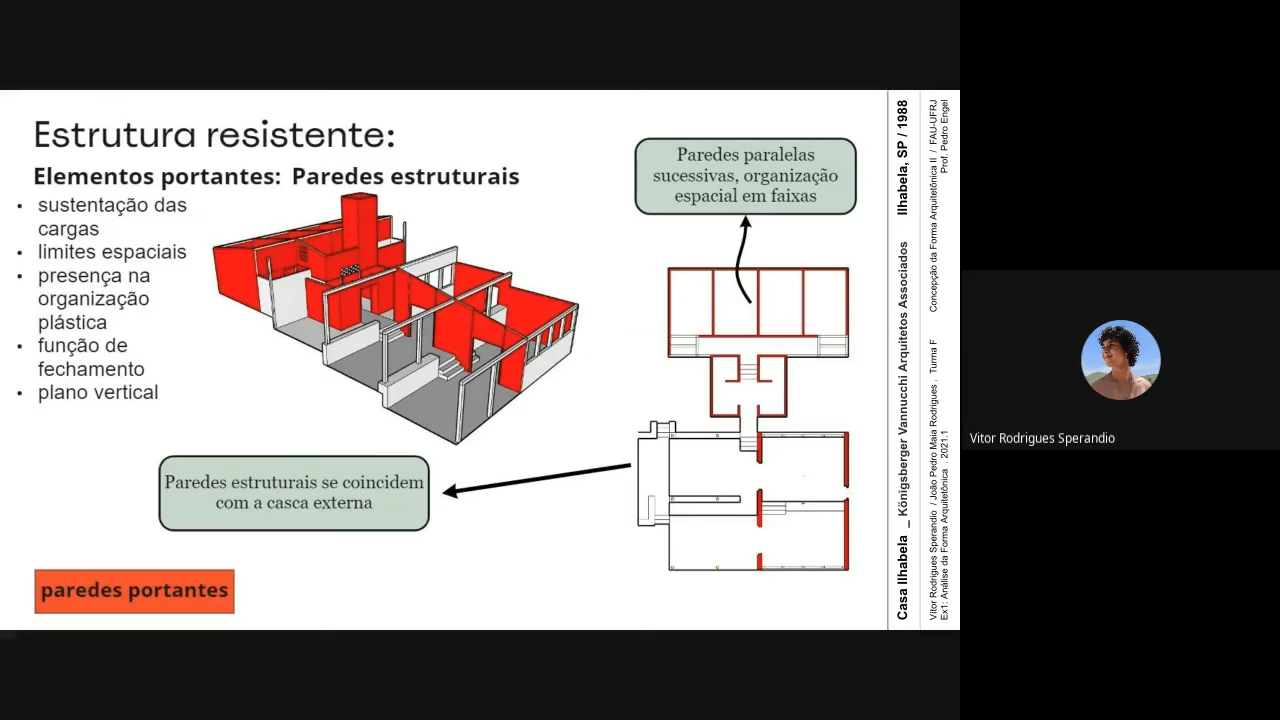 Estrutura resistente:
Elementos portantes: Paredes estruturais
• sustentação das
cargas
• limites espaciais
• presença na
organização
plástica
• função de
fechamento
• plano vertical
Paredes paralelas
sucessivas, organização
espacial em faixas
Paredes estruturais se coincidem
com a casca externa
paredes portantes
Casa Ilhabela _ Königsberger Vannucchi Arquitetos Associados Ilhabela, SP / 1988
Vitor Rodrigues Sperandio / João Pedro Maia Rodrigues . Turma F Concepção da Forma Arquitetônica II / FAU-UFRJ
Ex1: Análise da Forma Arquitetônica . 2021.1 Prof. Pedro Engel
Vitor Rodrigues Sperandio